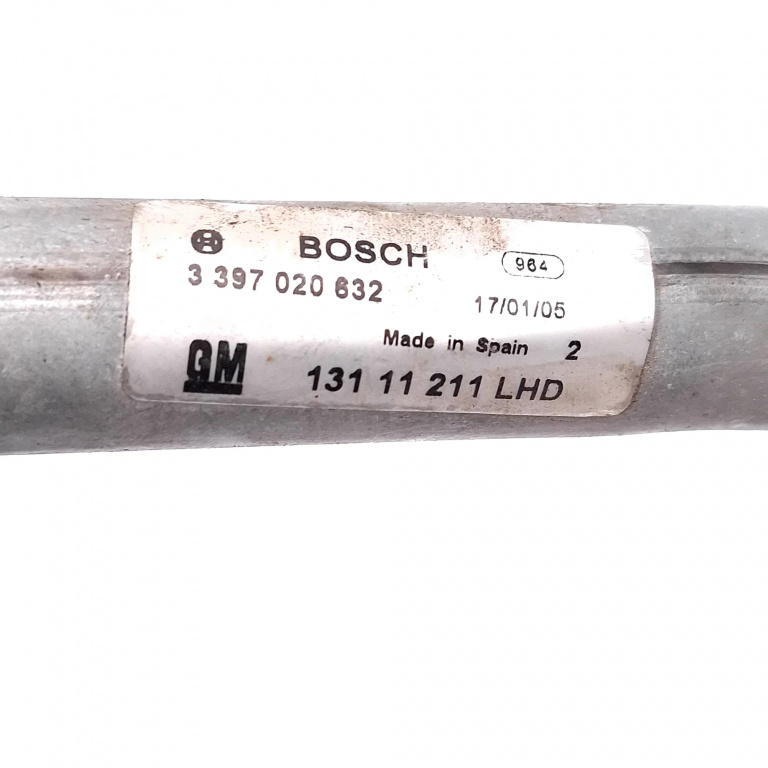 BOSCH 964
3 397 020 632
17/01/05
Made in Spain 2
GM 131 11 211 LHD